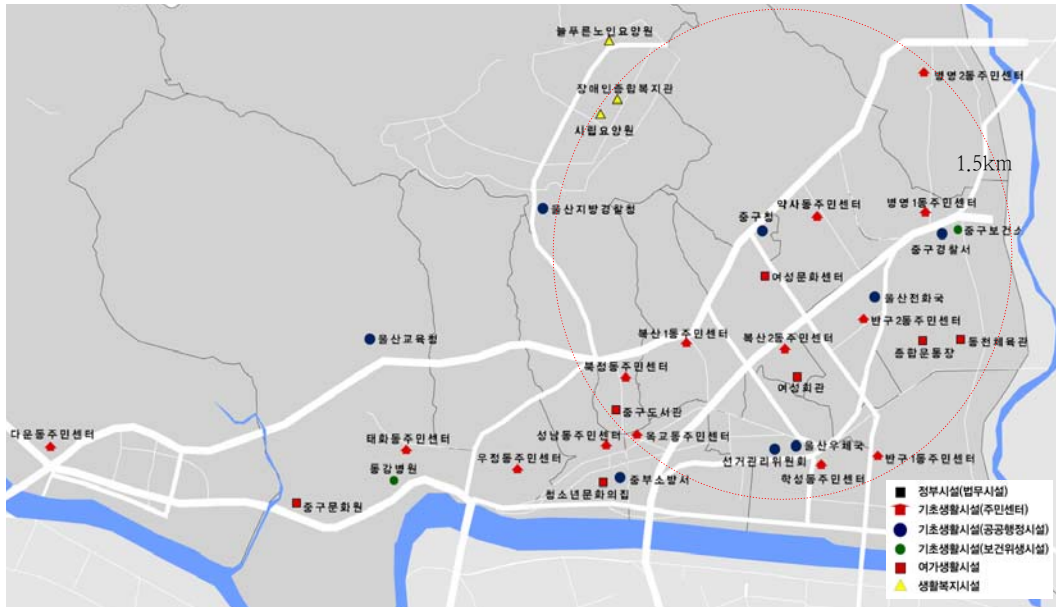 늘푸른노인요양원
병영2동주민센터
장애인종합복지관
시립요양원
1.5km
약사동주민센터
병영1동주민센터
울산지방경찰청
중구청
중구보건소
중구경찰서
여성문화센터
울산전화국
반구2동주민센터
복산1동주민센터
복산2동주민센터
울산교육청
종합운동장
동천체육관
북정동주민센터
여성회관
중구도서관
다운동주민센터
태화동주민센터
성남동주민센터
옥교동주민센터
울산우체국
우정동주민센터
선거관리위원회
반구1동주민센터
동강병원
중부소방서
학성동주민센터
청소년문화의집
중구문화원
정부시설(법무시설)
기초생활시설(주민센터)
기초생활시설(공공행정시설)
기초생활시설(보건위생시설)
여가생활시설
생활복지시설